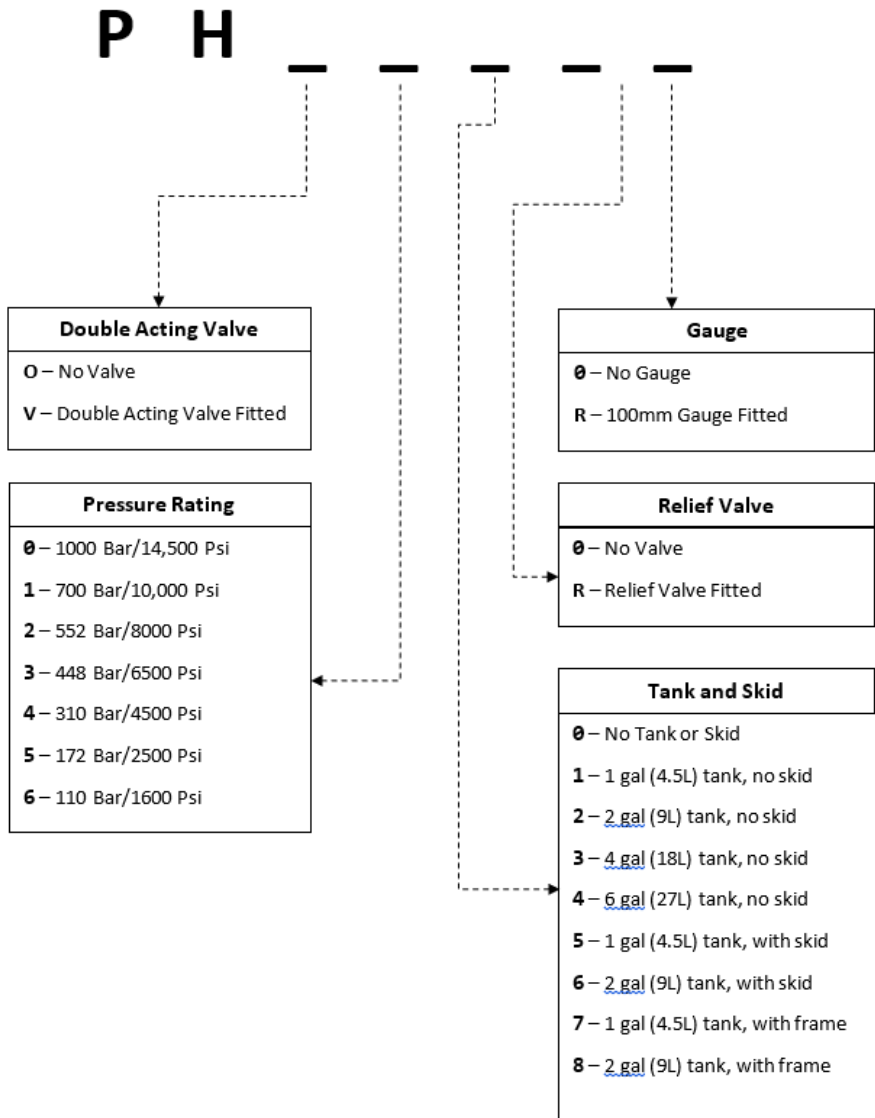 P H _ _ _ _ _
Double Acting Valve
O – No Valve
V – Double Acting Valve Fitted
Pressure Rating
0 – 1000 Bar/14,500 Psi
1 – 700 Bar/10,000 Psi
2 – 552 Bar/8000 Psi
3 – 448 Bar/6500 Psi
4 – 310 Bar/4500 Psi
5 – 172 Bar/2500 Psi
6 – 110 Bar/1600 Psi
Gauge
0 – No Gauge
R – 100mm Gauge Fitted
Relief Valve
0 – No Valve
R – Relief Valve Fitted
Tank and Skid
0 – No Tank or Skid
1 – 1 gal (4.5L) tank, no skid
2 – 2 gal (9L) tank, no skid
3 – 4 gal (18L) tank, no skid
4 – 6 gal (27L) tank, no skid
5 – 1 gal (4.5L) tank, with skid
6 – 2 gal (9L) tank, with skid
7 – 1 gal (4.5L) tank, with frame
8 – 2 gal (9L) tank, with frame